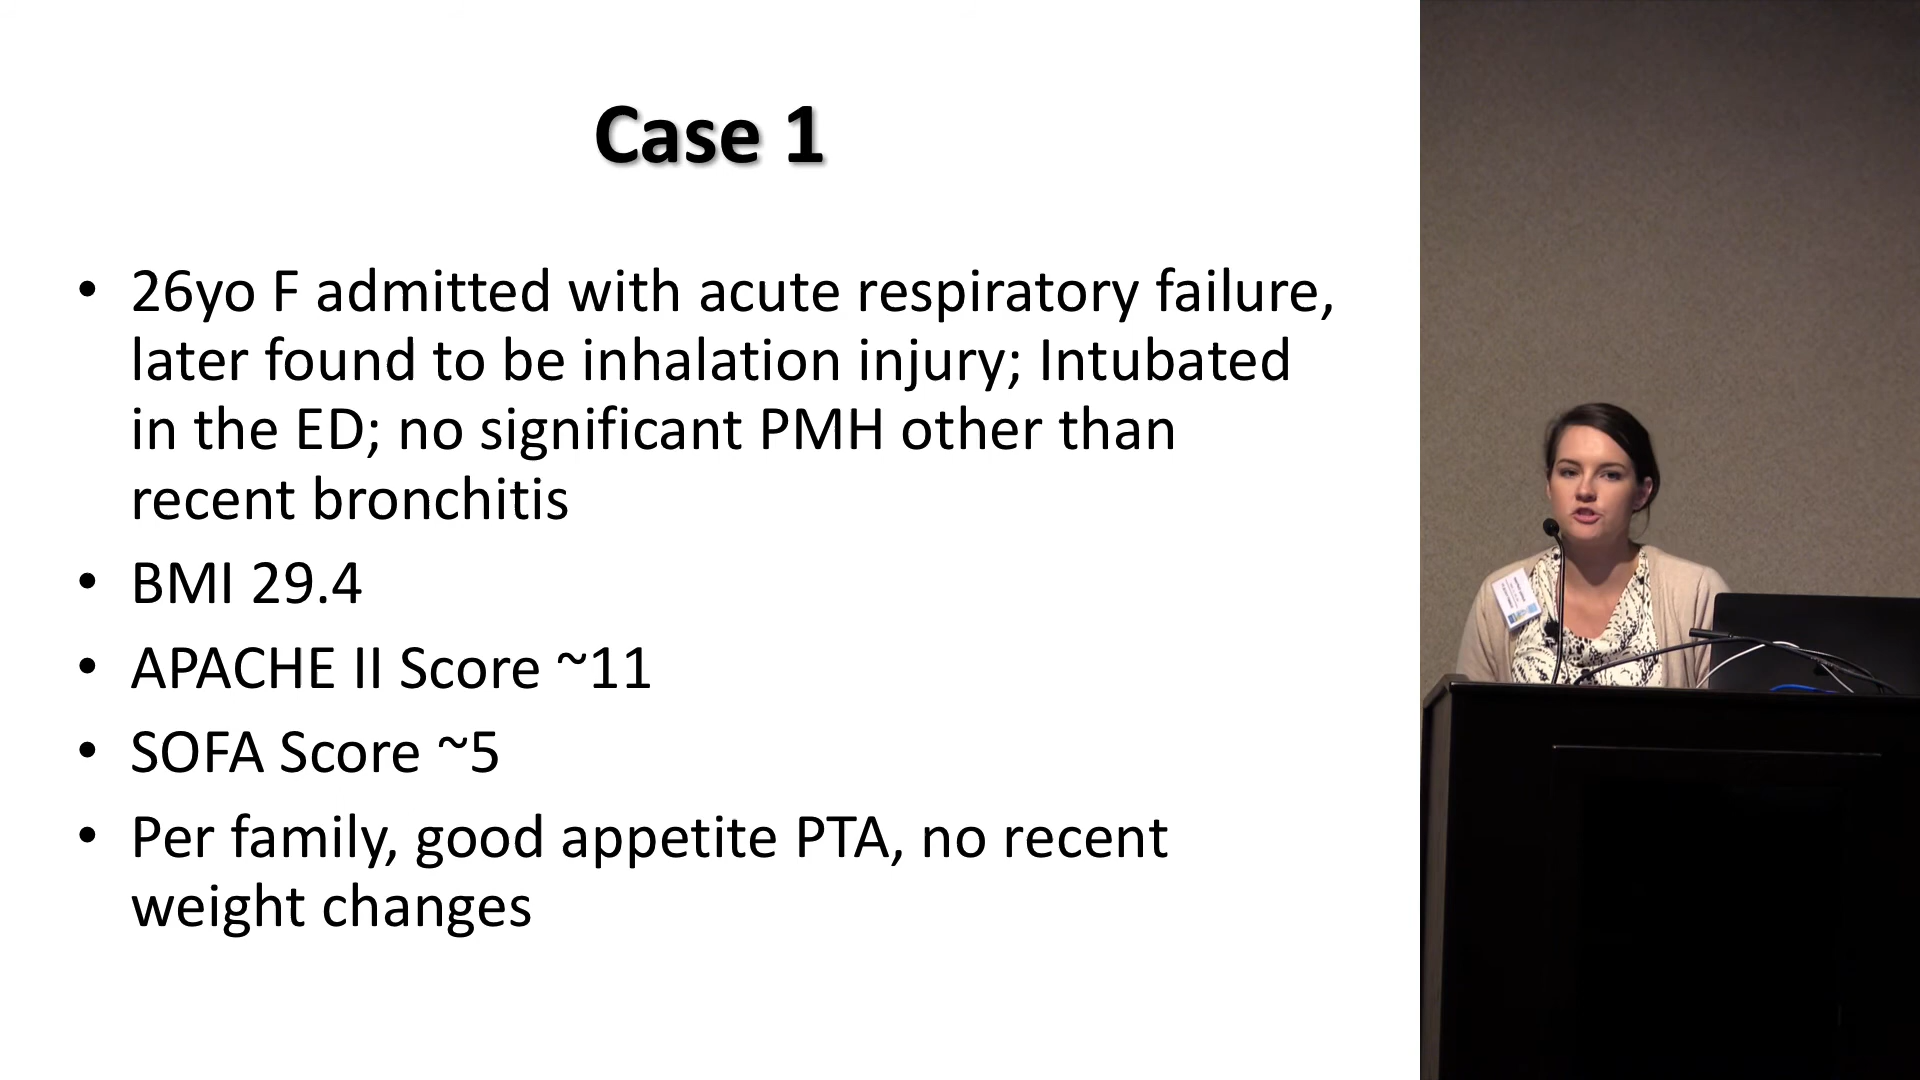 Case 1
• 26yo F admitted with acute respiratory failure,
later found to be inhalation injury; Intubated
in the ED; no significant PMH other than
recent bronchitis
• BMI 29.4
• APACHE II Score ~11
• SOFA Score ~5
• Per family, good appetite PTA, no recent
weight changes